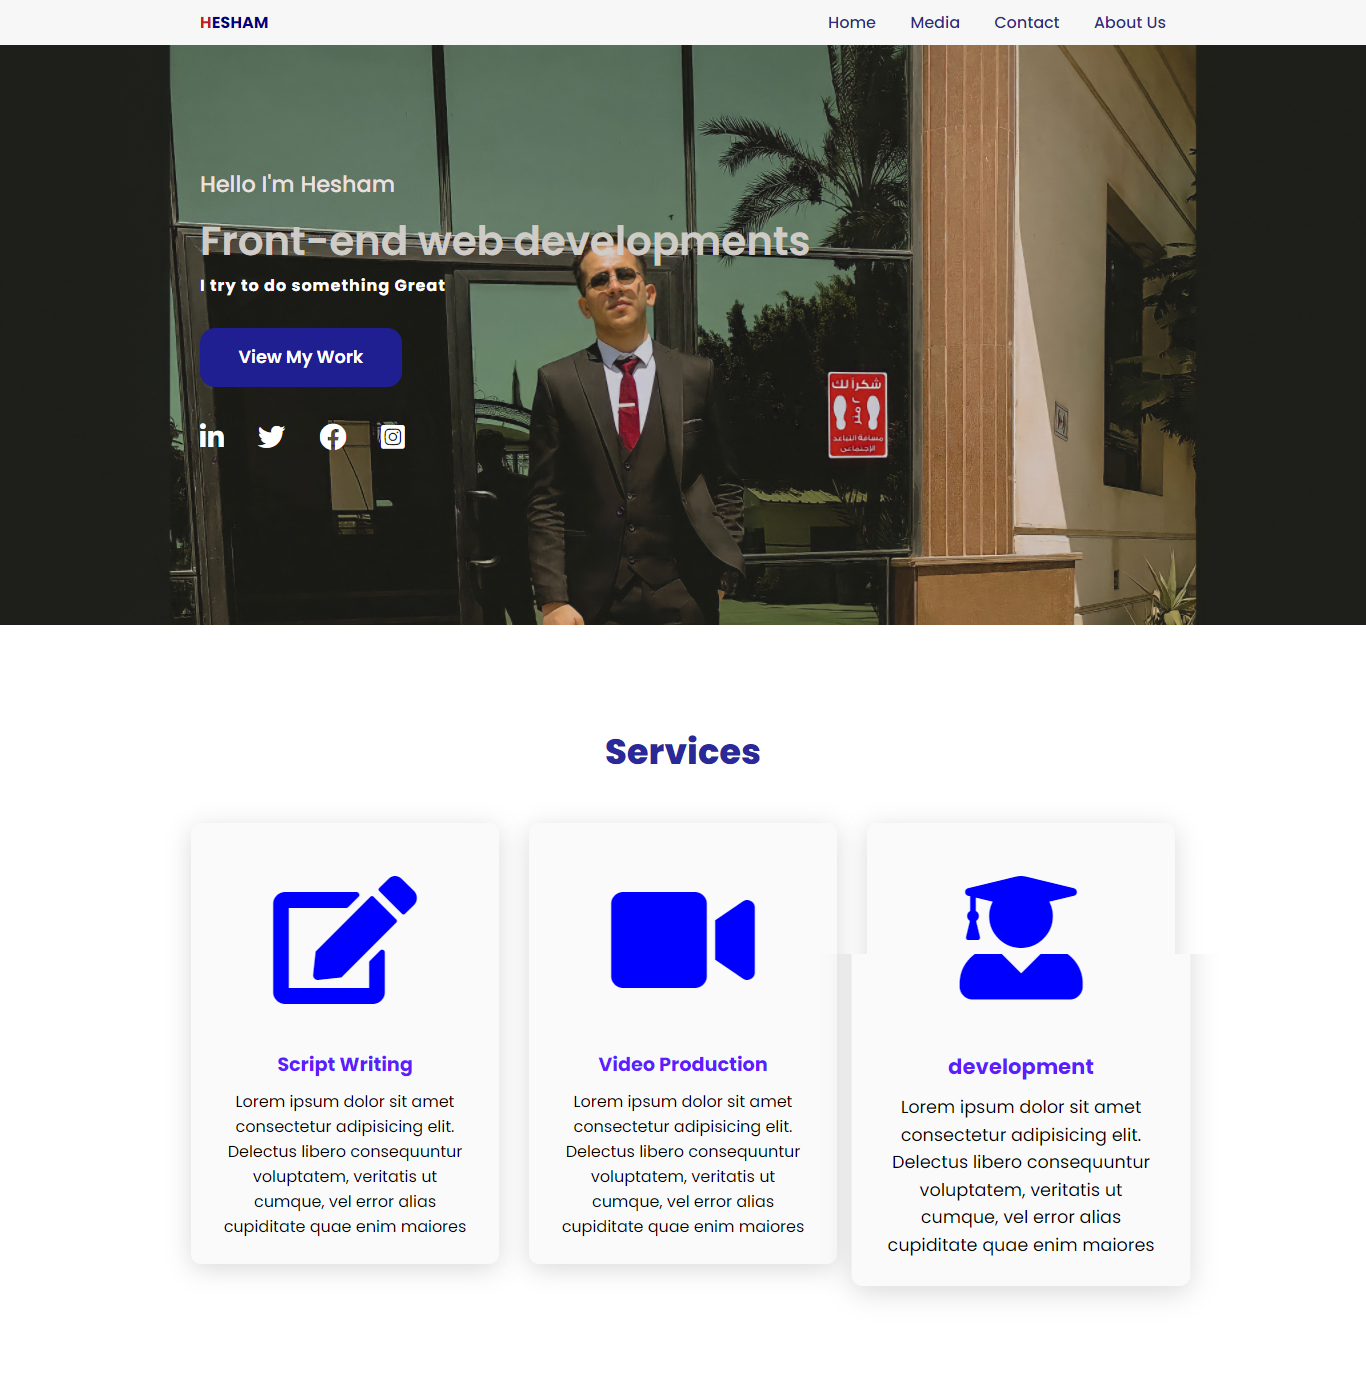 HESHAM
Home
Media
Contact
About Us
Hello I'm Hesham
Front-end web developments
I try to do something Great
View My Work
شكراً لك
٢ متر
مسافة التباعد
الإجتماعى
Services
Script Writing
Lorem ipsum dolor sit amet
consectetur adipisicing elit.
Delectus libero consequuntur
voluptatem, veritatis ut
cumque, vel error alias
cupiditate quae enim maiores
Video Production
Lorem ipsum dolor sit amet
consectetur adipisicing elit.
Delectus libero consequuntur
voluptatem, veritatis ut
cumque, vel error alias
cupiditate quae enim maiores
development
Lorem ipsum dolor sit amet
consectetur adipisicing elit.
Delectus libero consequuntur
voluptatem, veritatis ut
cumque, vel error alias
cupiditate quae enim maiores